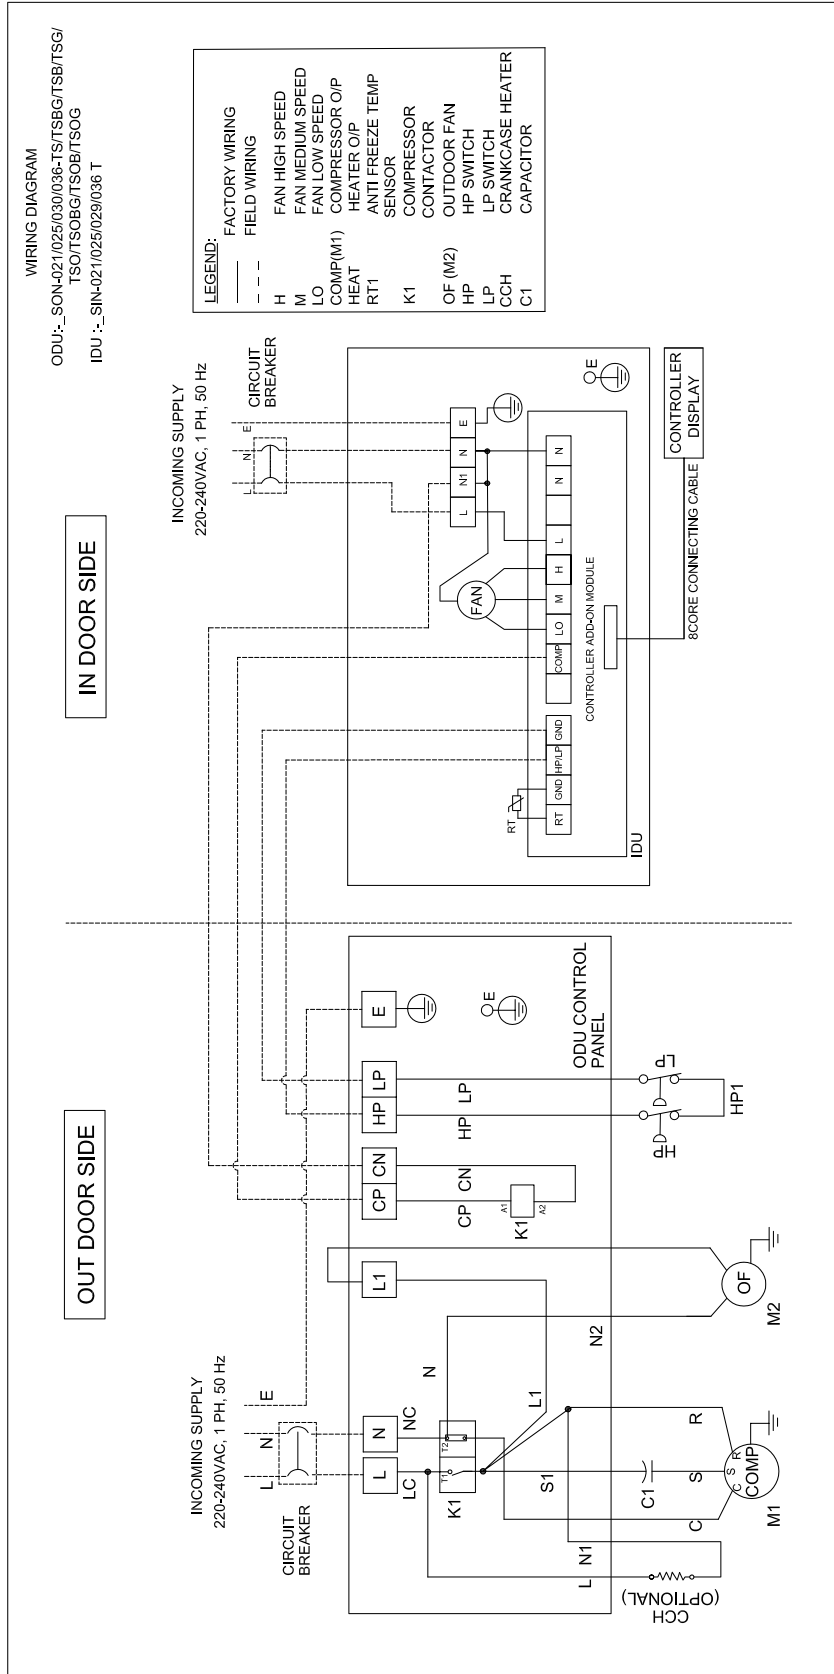 WIRING DIAGRAM
ODU:-_SON-021/025/030/036-TS/TSBG/TSB/TSG/
TSO/TSOBG/TSOB/TSOG
IDU :-_SIN-021/025/029/036 T
OUT DOOR SIDE
IN DOOR SIDE
LEGEND:
FACTORY WIRING
FIELD WIRING
H FAN HIGH SPEED
M FAN MEDIUM SPEED
LO FAN LOW SPEED
COMP(M1) COMPRESSOR O/P
HEAT HEATER O/P
RT1 ANTI FREEZE TEMP
SENSOR
K1 COMPRESSOR
CONTACTOR
OF (M2) OUTDOOR FAN
HP HP SWITCH
LP LP SWITCH
CCH CRANKCASE HEATER
C1 CAPACITOR
INCOMING SUPPLY
220-240VAC, 1 PH, 50 Hz
CIRCUIT
BREAKER
L N E
L N
CP CN
HP LP
E
L1
LC NC
N
L1
N2
K1
T1 T2
CP CN
A1 A2
K1
HP LP
E
ODU CONTROL
PANEL
HP LP
HP1
L N1
S1
C1
C S R
C S R
COMP
M1
OF
M2
CCH
(OPTIONAL)
INCOMING SUPPLY
220-240VAC, 1 PH, 50 Hz
CIRCUIT
BREAKER
L N E
L N1 N E
FAN
RT
RT GND HP/LP GND
COMP LO M H L N N
CONTROLLER ADD-ON MODULE
E
IDU
8CORE CONNECTING CABLE
CONTROLLER
DISPLAY